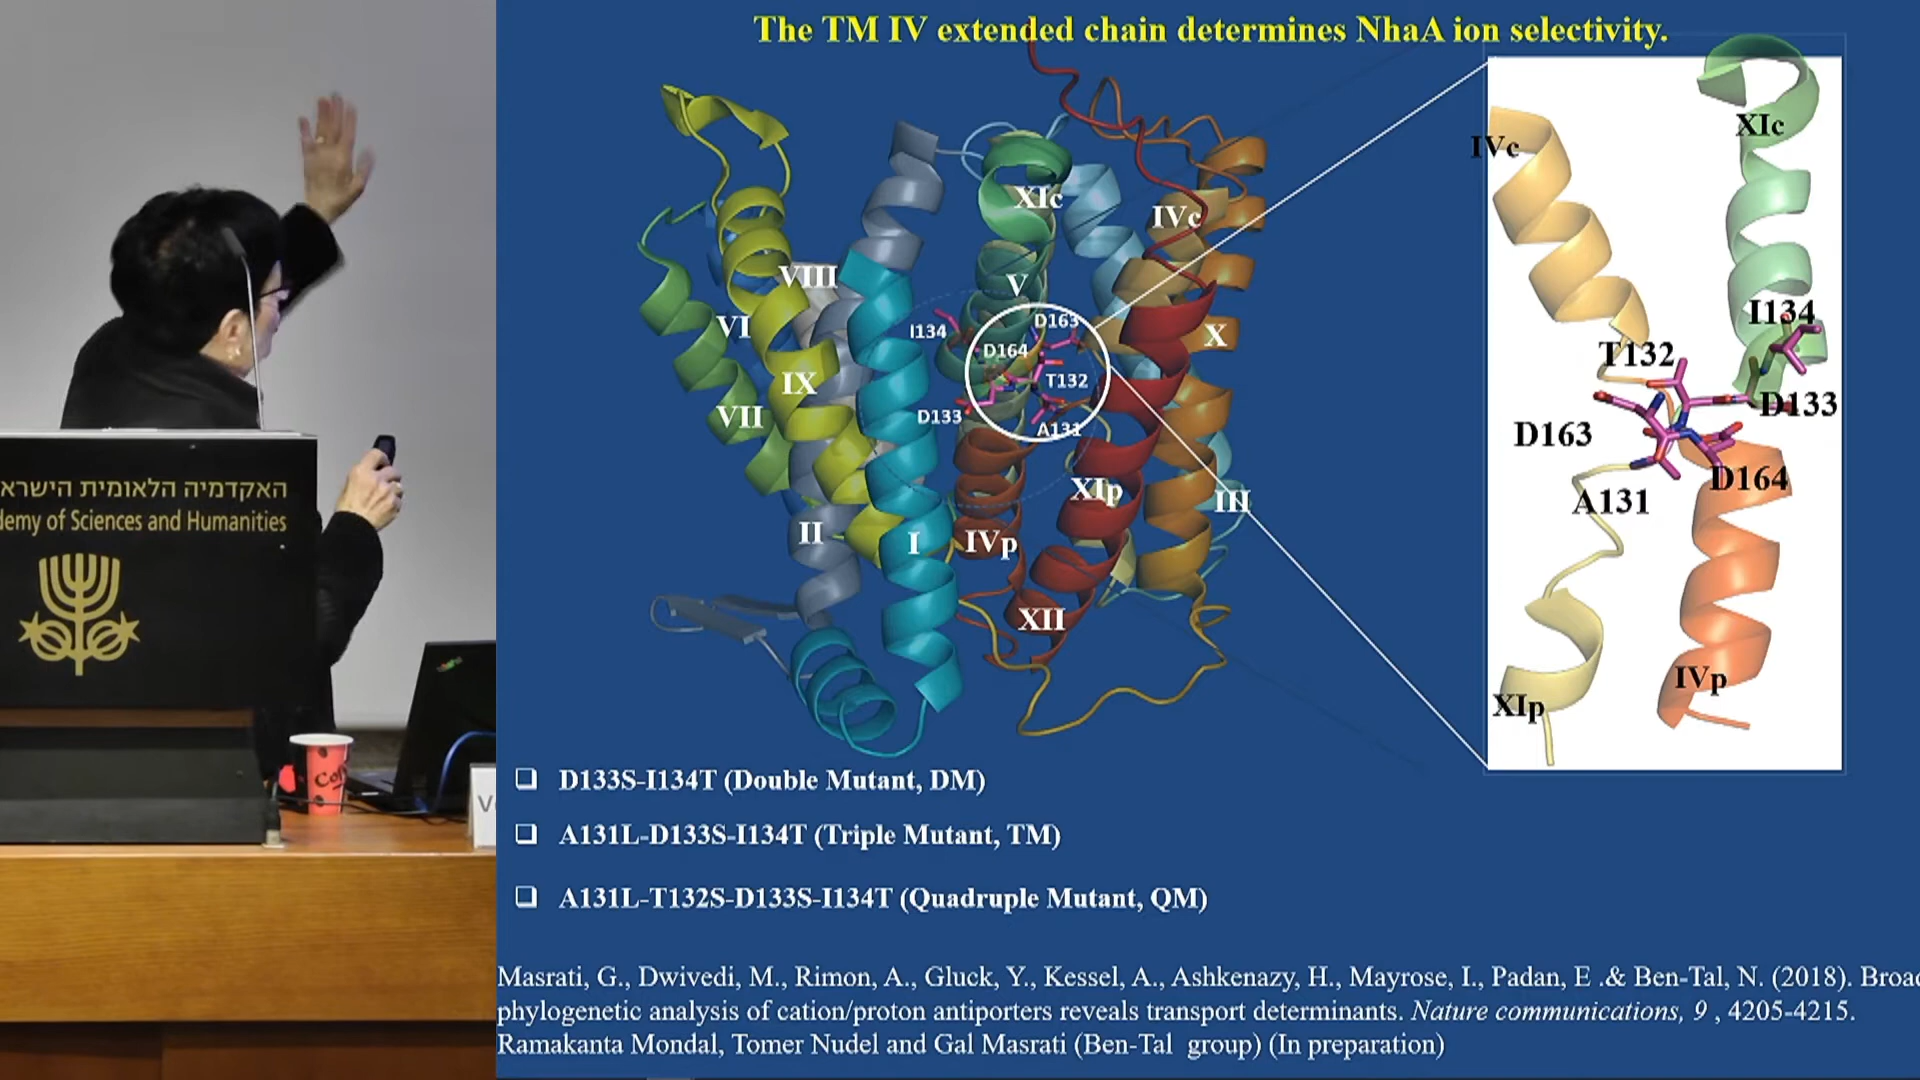 The TM IV extended chain determines NhaA ion selectivity.
XIc
IVc
V
VIII
VI
IX
VII
X
I134
D163
D164
T132
D133
A131
XIp
III
II
I
IVp
XII
IVc
XIc
I134
T132
D133
D163
D164
A131
IVp
XIp
❑ D133S-I134T (Double Mutant, DM)
❑ A131L-D133S-I134T (Triple Mutant, TM)
❑ A131L-T132S-D133S-I134T (Quadruple Mutant, QM)
Masrati, G., Dwivedi, M., Rimon, A., Gluck, Y., Kessel, A., Ashkenazy, H., Mayrose, I., Padan, E .& Ben-Tal, N. (2018). Broad
phylogenetic analysis of cation/proton antiporters reveals transport determinants. Nature communications, 9 , 4205-4215.
Ramakanta Mondal, Tomer Nudel and Gal Masrati (Ben-Tal group) (In preparation)
האקדמיה הלאומית הישרא
demy of Sciences and Humanities
Cof
V